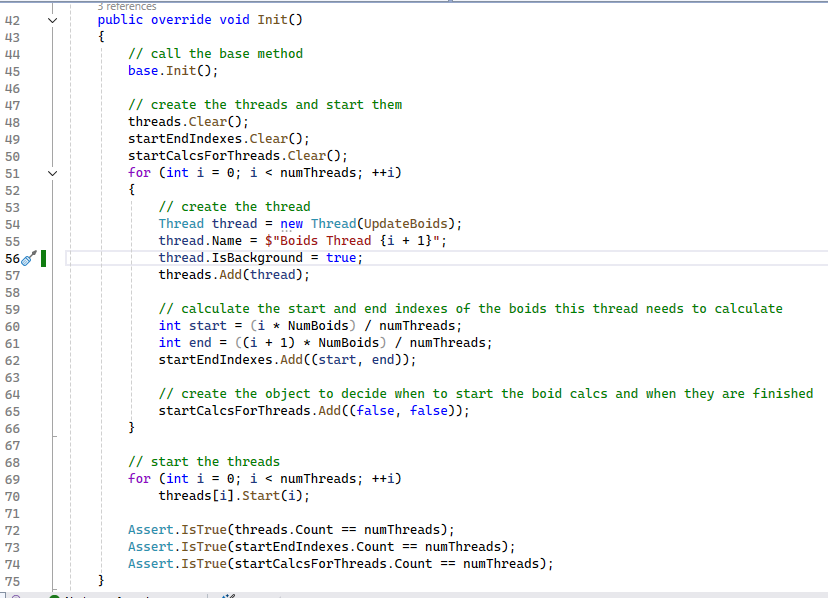 3 references
42 public override void Init()
43 {
44 // call the base method
45 base.Init();
46
47 // create the threads and start them
48 threads.Clear();
49 startEndIndexes.Clear();
50 startCalcsForThreads.Clear();
51 for (int i = 0; i < numThreads; ++i)
52 {
53 // create the thread
54 Thread thread = new Thread(UpdateBoids);
55 thread.Name = $"Boids Thread {i + 1}";
56 thread.IsBackground = true;
57 threads.Add(thread);
58
59 // calculate the start and end indexes of the boids this thread needs to calculate
60 int start = (i * NumBoids) / numThreads;
61 int end = ((i + 1) * NumBoids) / numThreads;
62 startEndIndexes.Add((start, end));
63
64 // create the object to decide when to start the boid calcs and when they are finished
65 startCalcsForThreads.Add((false, false));
66 }
67
68 // start the threads
69 for (int i = 0; i < numThreads; ++i)
70 threads[i].Start(i);
71
72 Assert.IsTrue(threads.Count == numThreads);
73 Assert.IsTrue(startEndIndexes.Count == numThreads);
74 Assert.IsTrue(startCalcsForThreads.Count == numThreads);
75 }